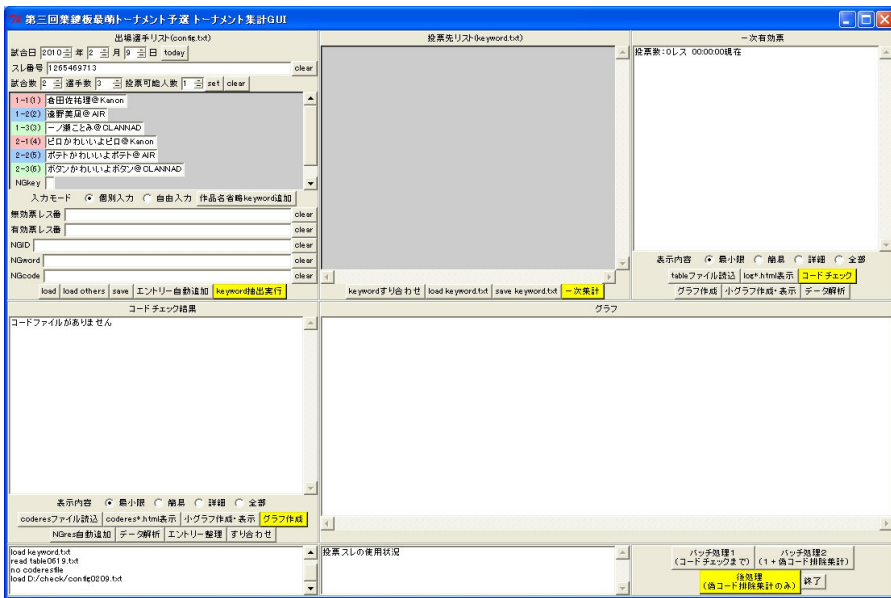 第三回葉鍵板最萌トーナメント予選 トーナメント集計GUI
出場選手リスト(config.txt)
試合日 2010 年 2 月 9 日 today
スレ番号 1265469713 clear
試合数 2 選手数 3 投票可能人数 1 set clear
1-1(1) 倉田佐祐理@Kanon
1-2(2) 遠野美凪@AIR
1-3(3) 一ノ瀬ことみ@CLANNAD
2-1(4) ピロかわいいよピロ@Kanon
2-2(5) ポテトかわいいよポテト@AIR
2-3(6) ボタンかわいいよボタン@CLANNAD
NGkey
入力モード 個別入力 自由入力 作品名省略keyword追加
無効票レス番 clear
有効票レス番 clear
NGID clear
NGword clear
NGcode clear
load load others save エントリー自動追加 keyword抽出実行
投票先リスト(keyword.txt)
keywordすり合わせ load keyword.txt save keyword.txt 一次集計
一次有効票
投票数:0レス 00:00:00現在
表示内容 最小限 簡易 詳細 全部
tableファイル読込 log*.html表示 コードチェック
グラフ作成 小グラフ作成・表示 データ解析
コードチェック結果
コードファイルがありません
表示内容 最小限 簡易 詳細 全部
coderesファイル読込 coderes*.html表示 小グラフ作成・表示 グラフ作成
NGres自動追加 データ解析 エントリー整理 すり合わせ
グラフ
load keyword.txt
read table0619.txt
no coderesfile
load D:/check/config0209.txt
投票スレの使用状況
バッチ処理1
(コードチェックまで)
バッチ処理2
(1+偽コード排除集計)
後処理
(偽コード排除集計のみ)
終了